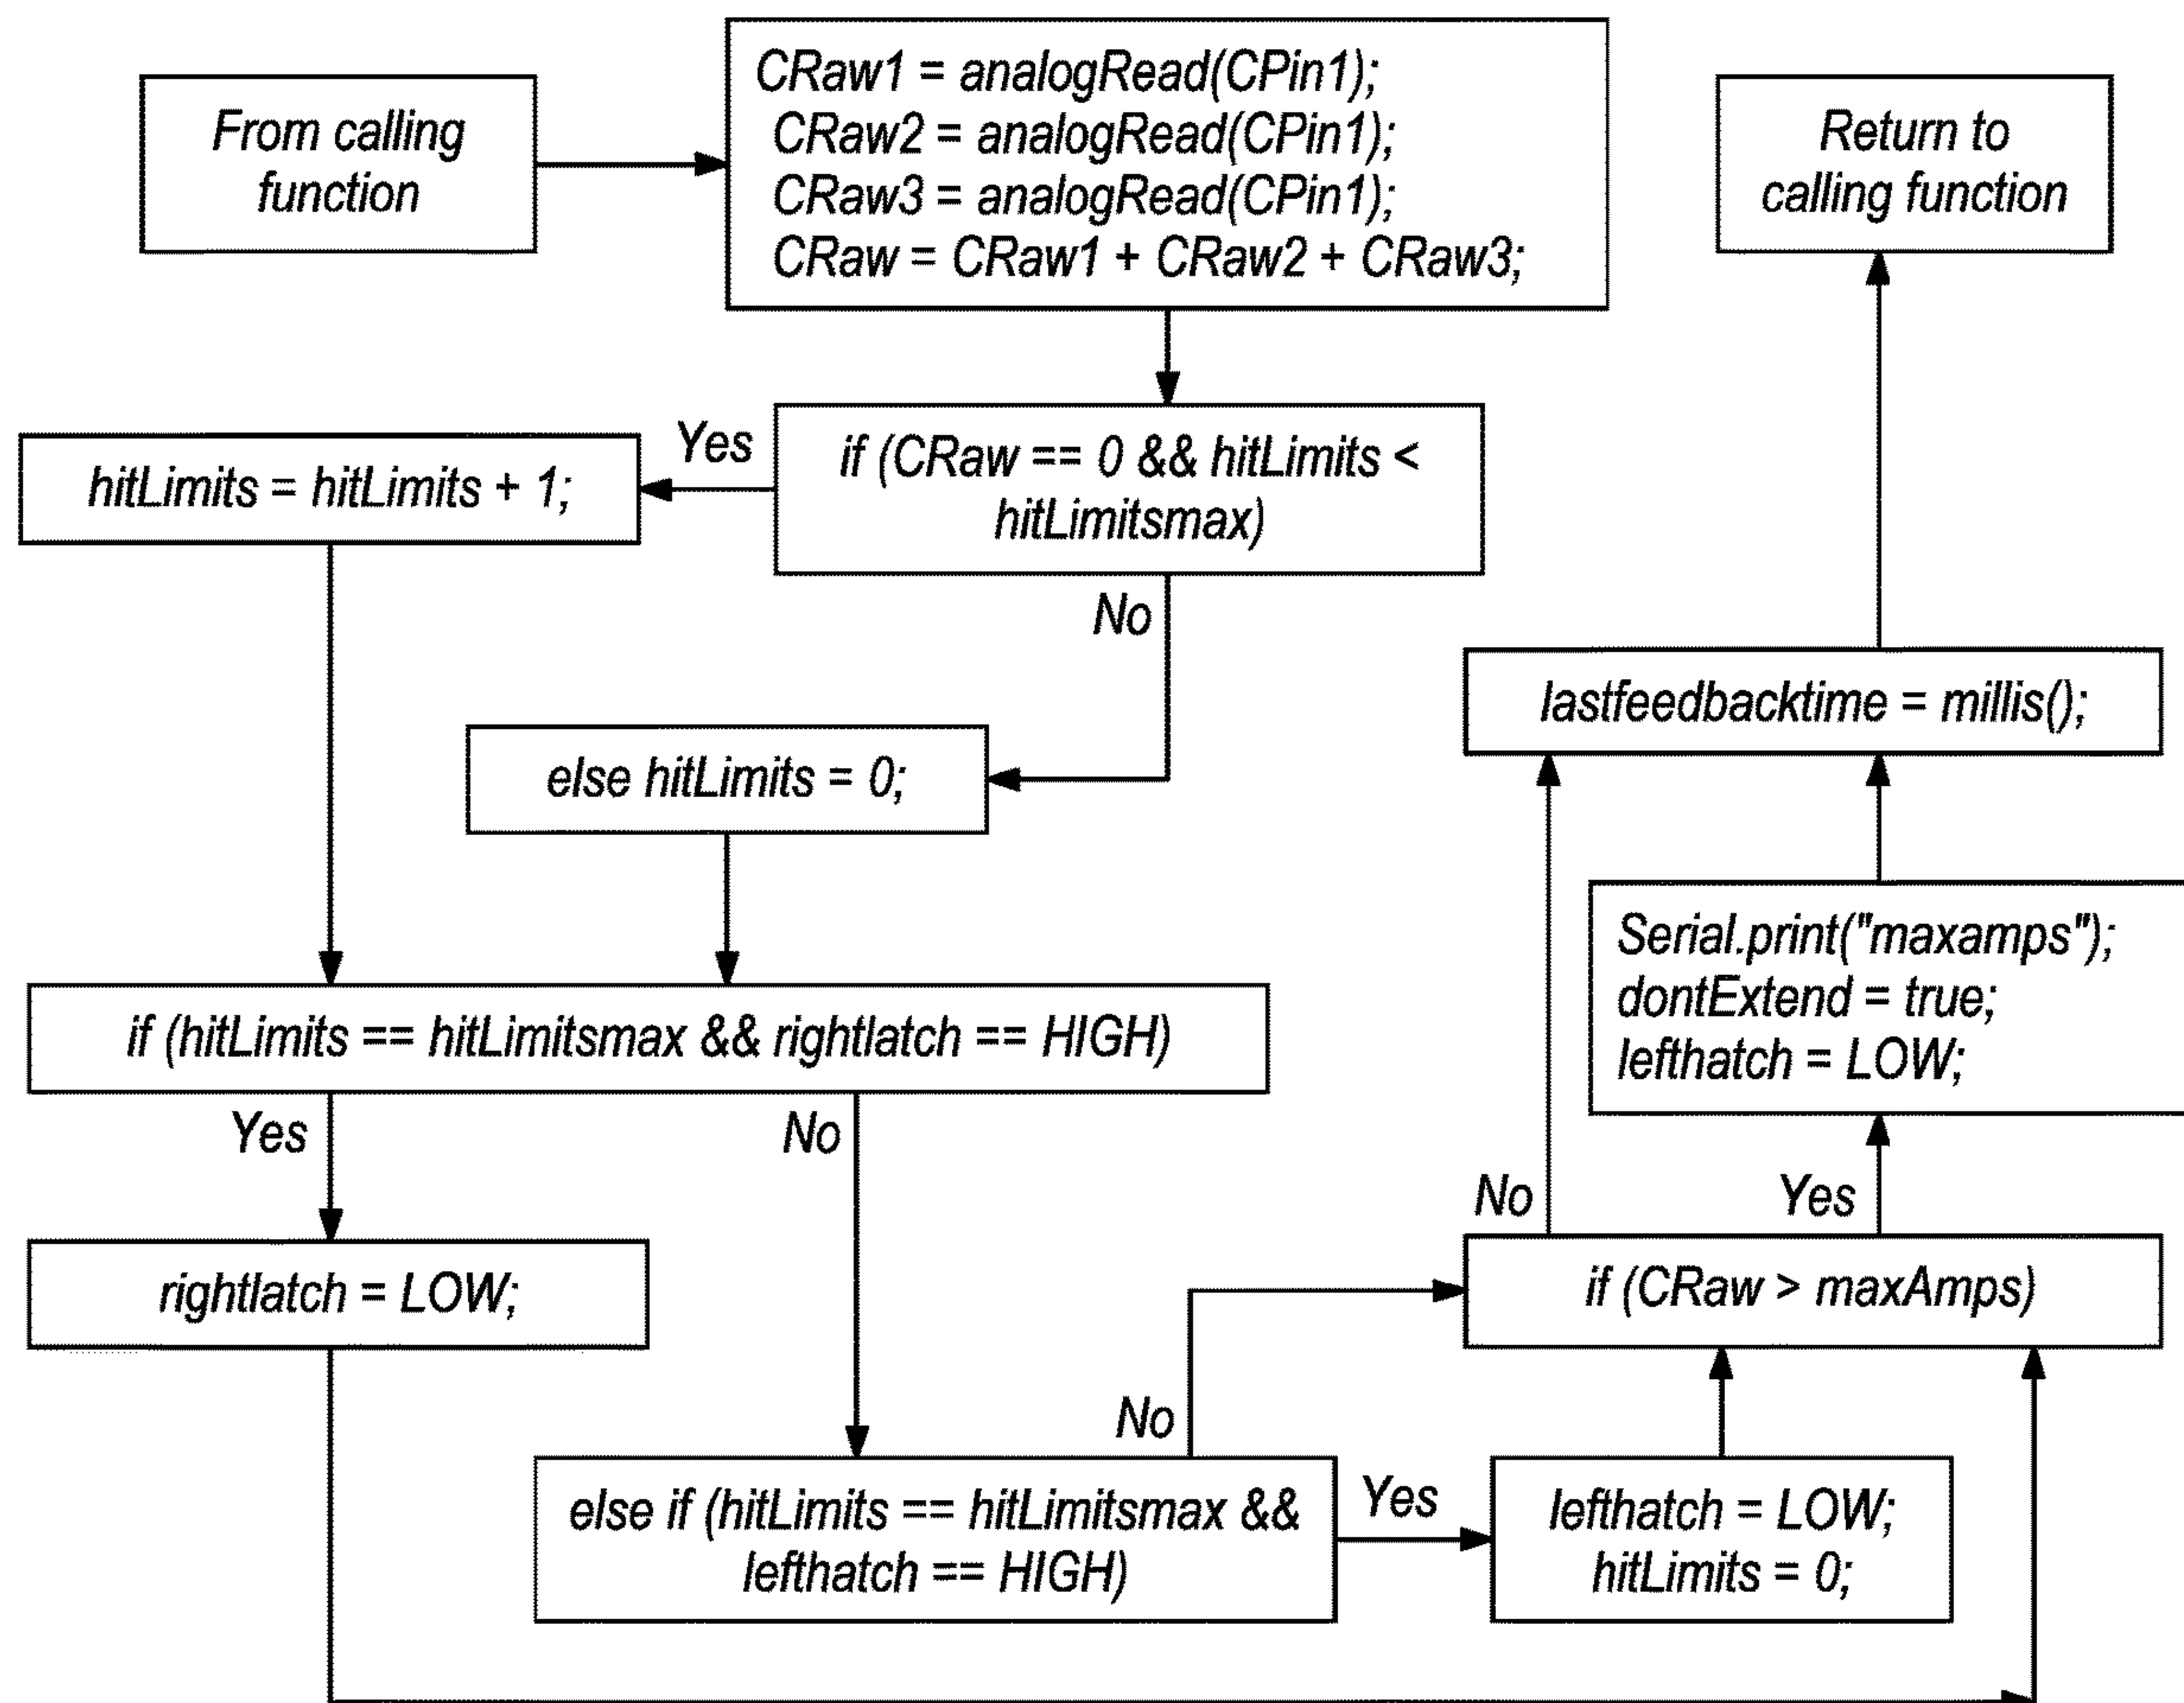 From calling
function
CRaw1 = analogRead(CPin1);
CRaw2 = analogRead(CPin1);
CRaw3 = analogRead(CPin1);
CRaw = CRaw1 + CRaw2 + CRaw3;
Return to
calling function
if (CRaw == 0 && hitLimits <
hitLimitsmax)
Yes
hitLimits = hitLimits + 1;
No
else hitLimits = 0;
if (hitLimits == hitLimitsmax && rightlatch == HIGH)
Yes
No
rightlatch = LOW;
else if (hitLimits == hitLimitsmax &&
lefthatch == HIGH)
No
Yes
lefthatch = LOW;
hitLimits = 0;
if (CRaw > maxAmps)
No
Yes
Serial.print("maxamps");
dontExtend = true;
lefthatch = LOW;
lastfeedbacktime = millis();